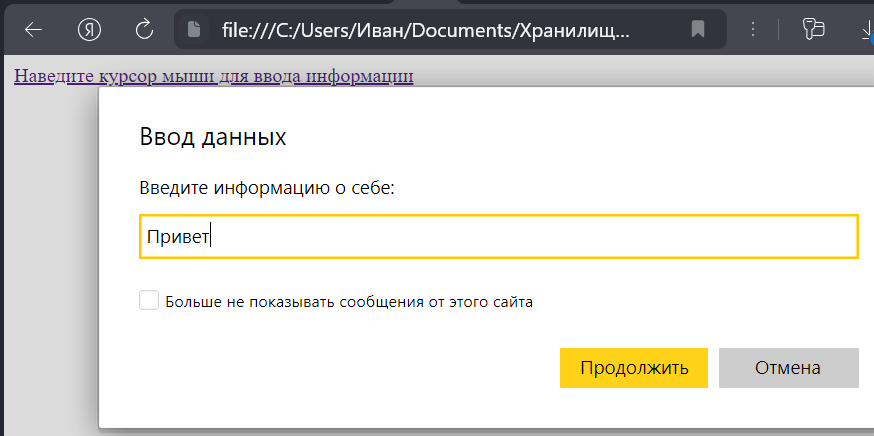 Я file:///C:/Users/Иван/Documents/Хранилищ...
Наведите курсор мыши для ввода информации
Ввод данных
Введите информацию о себе:
Привет
Больше не показывать сообщения от этого сайта
Продолжить Отмена